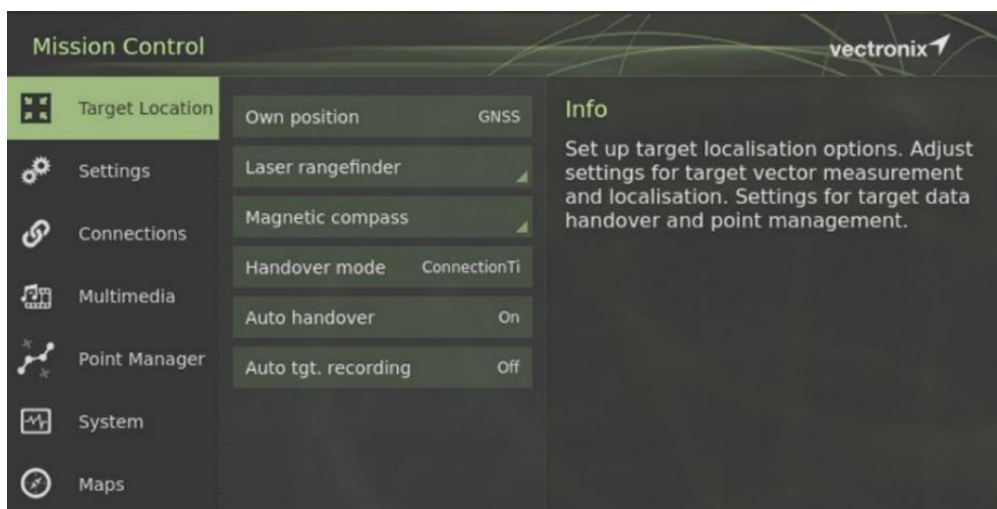 Mission Control
vectronix
Target Location
Settings
Connections
Multimedia
Point Manager
System
Maps
Own position GNSS
Laser rangefinder
Magnetic compass
Handover mode ConnectionTi
Auto handover On
Auto tgt. recording Off
Info
Set up target localisation options. Adjust
settings for target vector measurement
and localisation. Settings for target data
handover and point management.